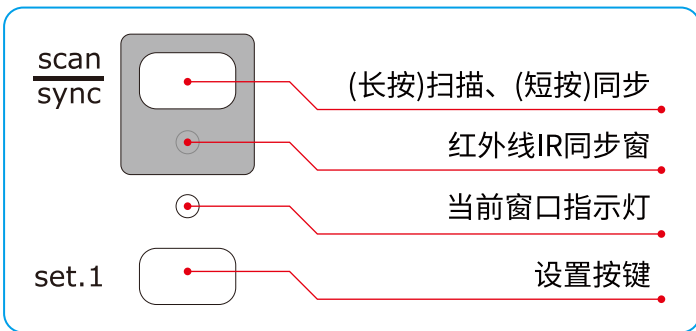 scan
sync
(长按)扫描、(短按)同步
红外线IR同步窗
当前窗口指示灯
set.1
设置按键